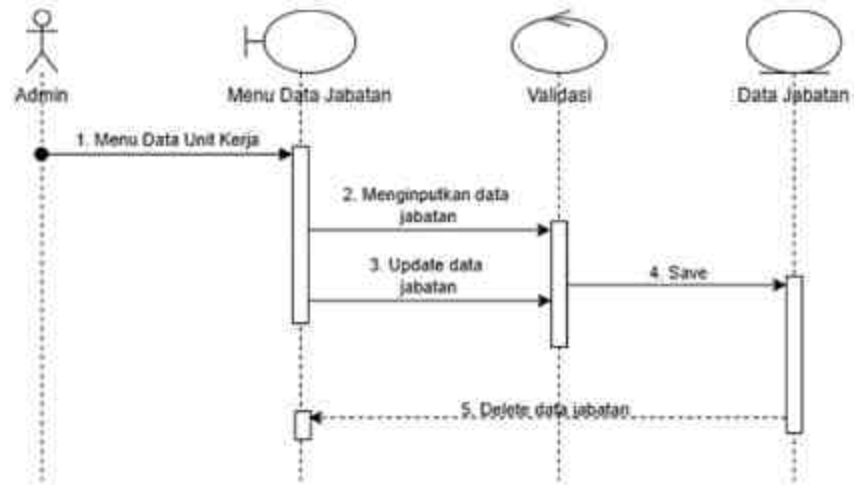 Admin
Menu Data Jabatan
Validasi
Data Jabatan
1. Menu Data Unit Kerja
2. Menginputkan data
jabatan
3. Update data
jabatan
4. Save
5. Delete data jabatan